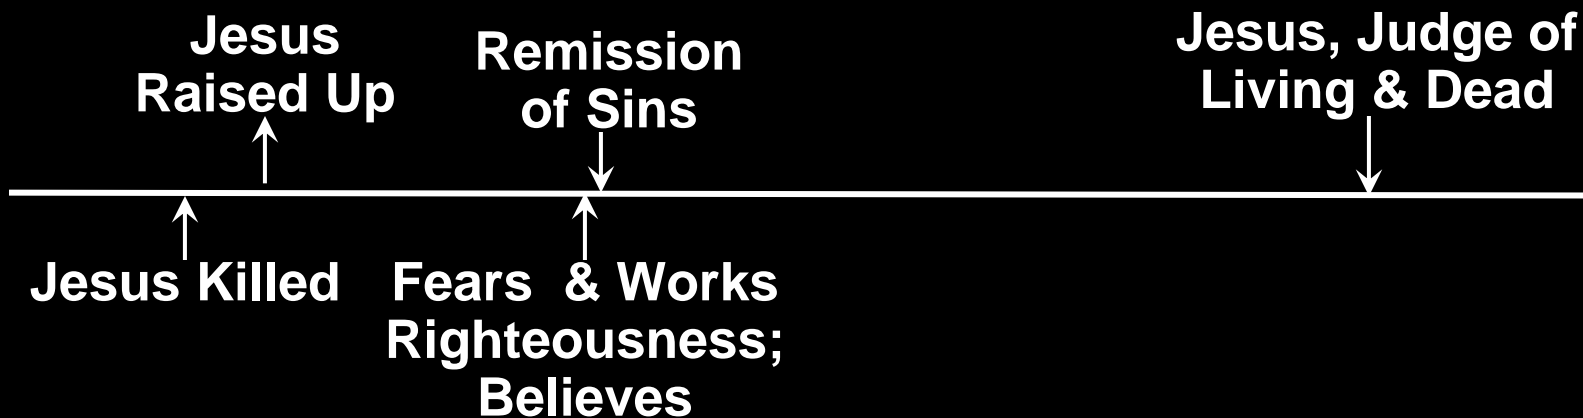 Jesus
Raised Up
Remission
of Sins
Jesus, Judge of
Living & Dead
Jesus Killed
Fears & Works
Righteousness;
Believes